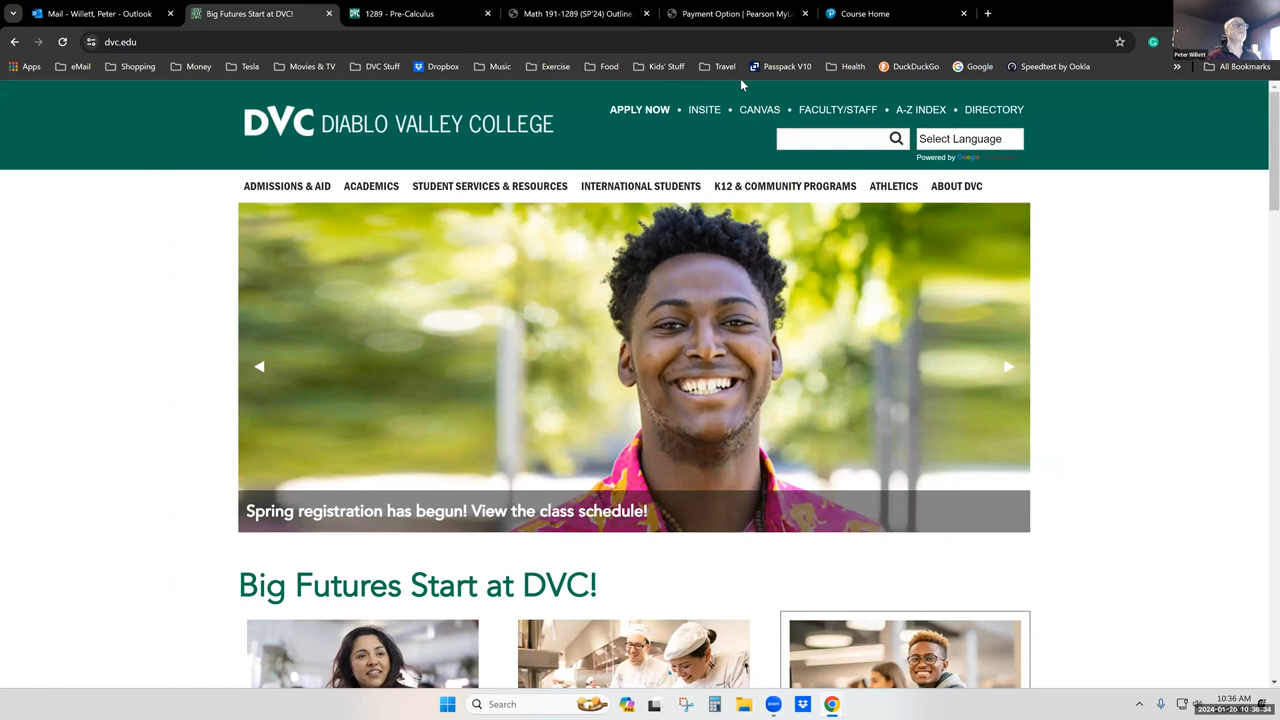 Mail - Willett, Peter - Outlook
Big Futures Start at DVC!
1289 - Pre-Calculus
Math 191-1289 (SP'24) Outline.
Payment Option | Pearson MyLa
Course Home
dvc.edu
Peter Willett
Apps
eMail
Shopping
Money
Tesla
Movies & TV
DVC Stuff
Dropbox
Music
Exercise
Food
Kids' Stuff
Travel
Passpack V10
Health
DuckDuckGo
Google
Speedtest by Ookla
All Bookmarks
DVC DIABLO VALLEY COLLEGE
APPLY NOW • INSITE • CANVAS • FACULTY/STAFF • A-Z INDEX • DIRECTORY
Select Language
Powered by Google
ADMISSIONS & AID ACADEMICS STUDENT SERVICES & RESOURCES INTERNATIONAL STUDENTS K12 & COMMUNITY PROGRAMS ATHLETICS ABOUT DVC
Spring registration has begun! View the class schedule!
Big Futures Start at DVC!
Search
10:36 AM
2024-01-20 10:36:34